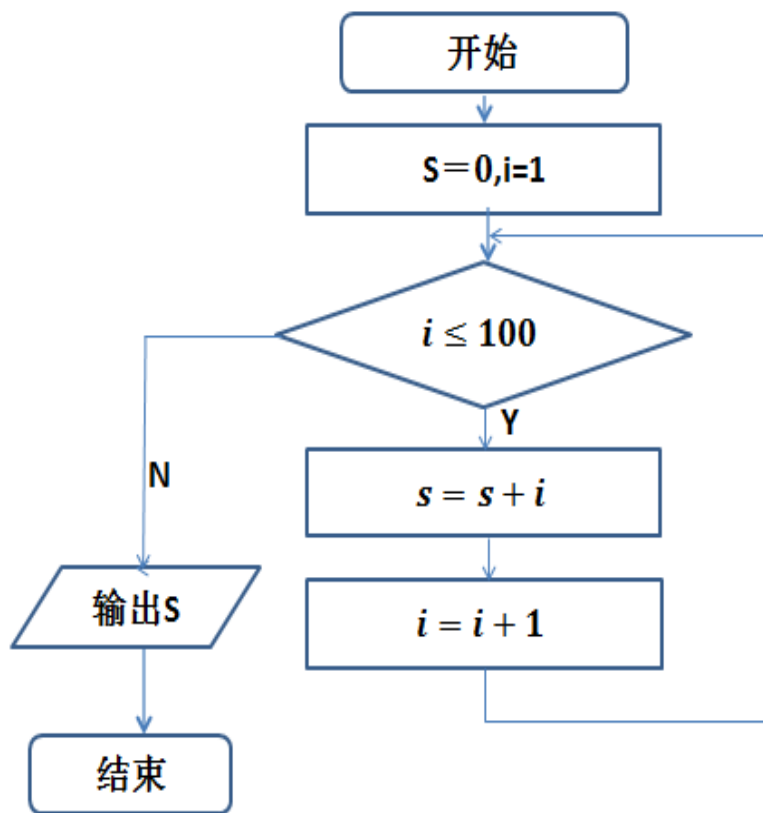 开始
S＝0,i=1
i ≤ 100
Y
N
s = s + i
输出S
i = i + 1
结束